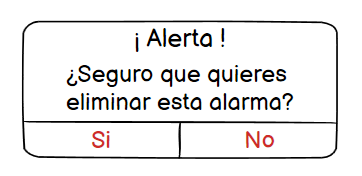 ¡ Alerta !
¿Seguro que quieres
eliminar esta alarma?
Si No